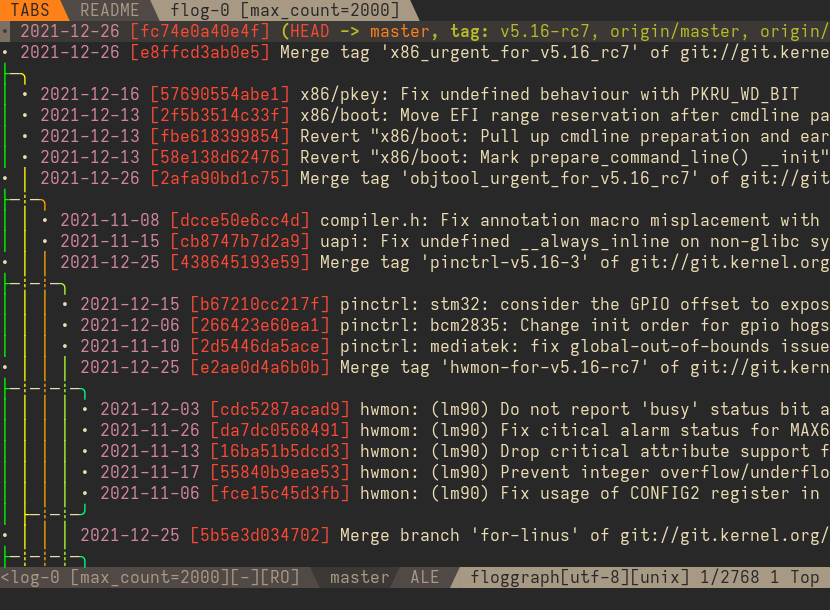 TABS README flog-0 [max_count=2000]
2021-12-26 [fc74e0a40e4f] (HEAD -> master, tag: v5.16-rc7, origin/master, origin/
2021-12-26 [e8ffcd3ab0e5] Merge tag 'x86_urgent_for_v5.16_rc7' of git://git.kerne
2021-12-16 [57690554abe1] x86/pkey: Fix undefined behaviour with PKRU_WD_BIT
2021-12-13 [2f5b3514c33f] x86/boot: Move EFI range reservation after cmdline pa
2021-12-13 [fbe618399854] Revert "x86/boot: Pull up cmdline preparation and ear
2021-12-13 [58e138d62476] Revert "x86/boot: Mark prepare_command_line() __init"
2021-12-26 [2afa90bd1c75] Merge tag 'objtool_urgent_for_v5.16_rc7' of git://git
2021-11-08 [dcce50e6cc4d] compiler.h: Fix annotation macro misplacement with
2021-11-15 [cb8747b7d2a9] uapi: Fix undefined __always_inline on non-glibc sy
2021-12-25 [438645193e59] Merge tag 'pinctrl-v5.16-3' of git://git.kernel.org
2021-12-15 [b67210cc217f] pinctrl: stm32: consider the GPIO offset to expos
2021-12-06 [266423e60ea1] pinctrl: bcm2835: Change init order for gpio hogs
2021-11-10 [2d5446da5ace] pinctrl: mediatek: fix global-out-of-bounds issue
2021-12-25 [e2ae0d4a6b0b] Merge tag 'hwmon-for-v5.16-rc7' of git://git.kern
2021-12-03 [cdc5287acad9] hwmon: (lm90) Do not report 'busy' status bit a
2021-11-26 [da7dc0568491] hwmom: (lm90) Fix citical alarm status for MAX6
2021-11-13 [16ba51b5dcd3] hwmon: (lm90) Drop critical attribute support f
2021-11-17 [55840b9eae53] hwmon: (lm90) Prevent integer overflow/underflo
2021-11-06 [fce15c45d3fb] hwmon: (lm90) Fix usage of CONFIG2 register in
2021-12-25 [5b5e3d034702] Merge branch 'for-linus' of git://git.kernel.org/
<log-0 [max_count=2000][-][RO] master ALE floggraph[utf-8][unix] 1/2768 1 Top